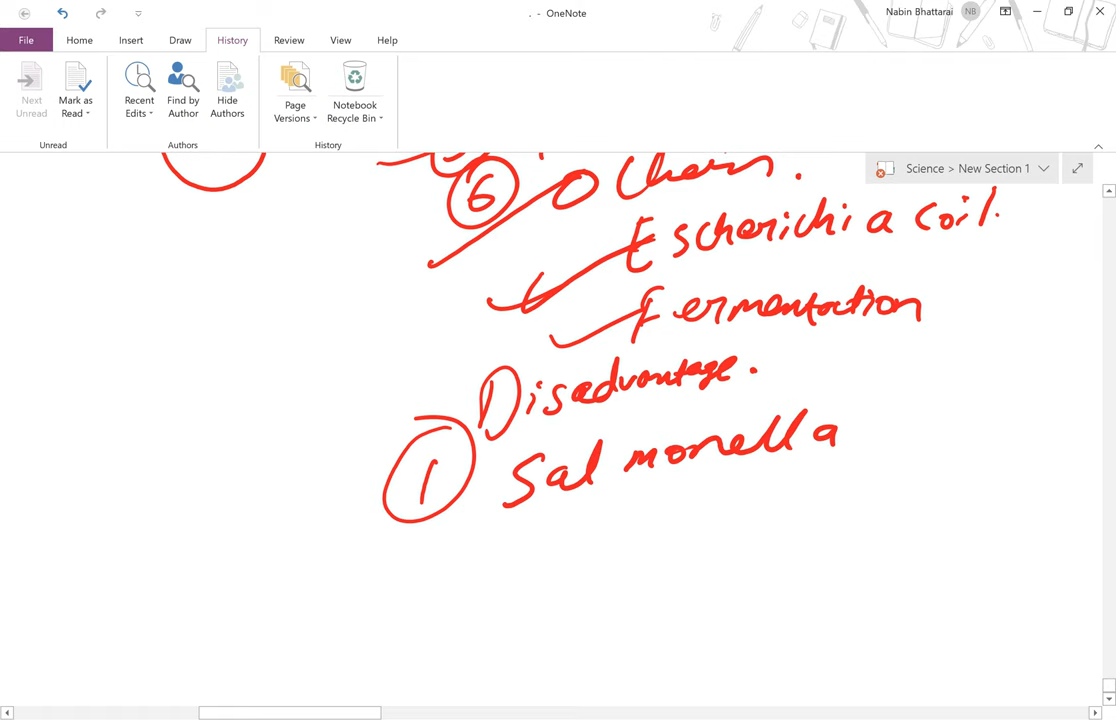 . - OneNote
Nabin Bhattarai NB
File Home Insert Draw History Review View Help
Next Unread
Mark as Read
Recent Edits
Find by Author
Hide Authors
Page Versions
Notebook Recycle Bin
Unread Authors History
Science > New Section 1
6
Escherichia coil.
Fermentation
Disadvantage.
1 Salmonella